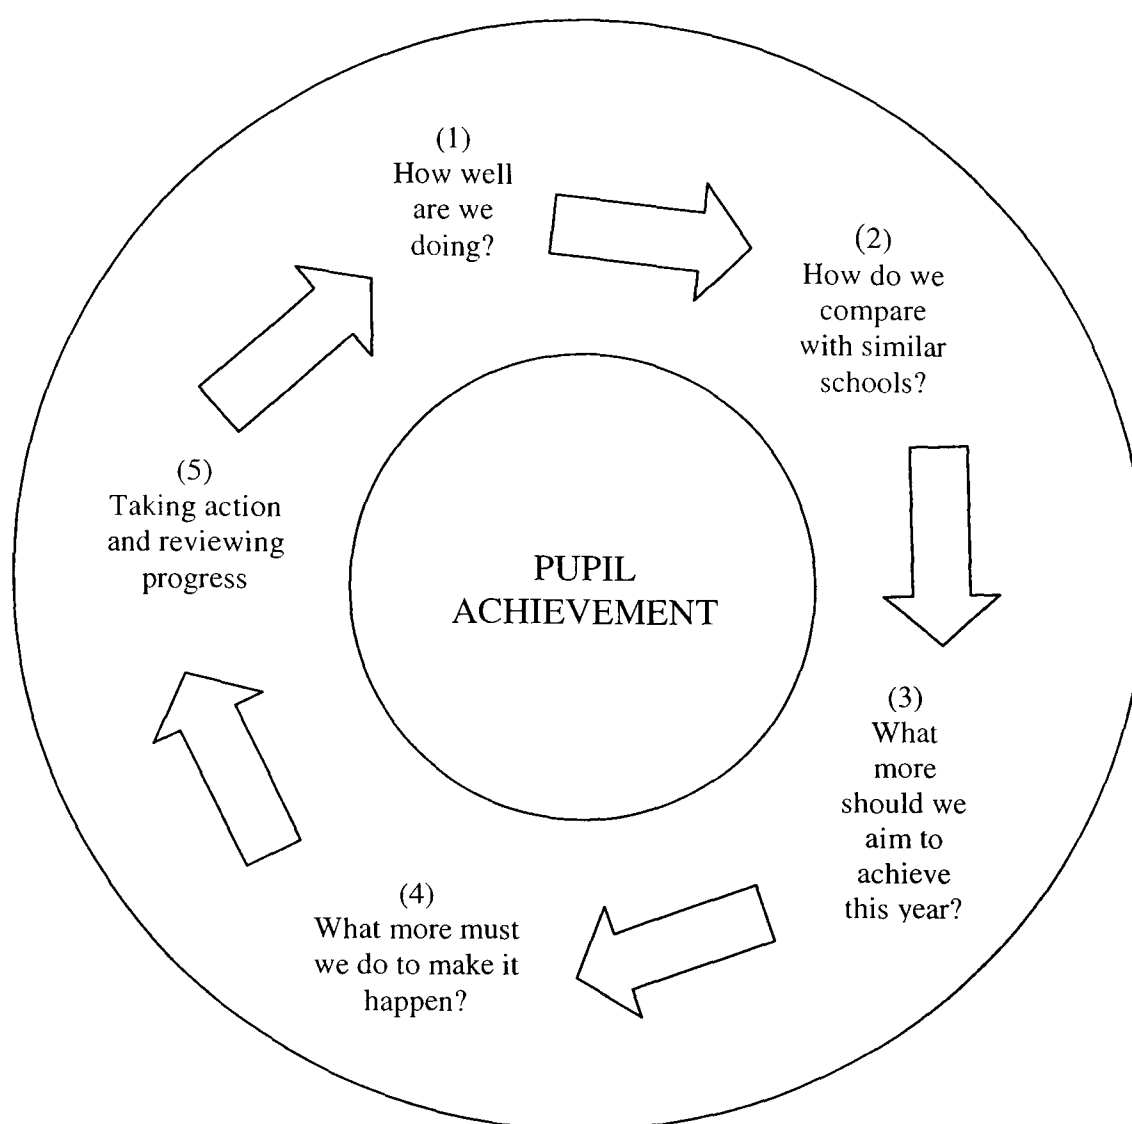 (1)
How well
are we
doing?
(2)
How do we
compare
with similar
schools?
(3)
What
more
should we
aim to
achieve
this year?
(4)
What more must
we do to make it
happen?
(5)
Taking action
and reviewing
progress
PUPIL
ACHIEVEMENT